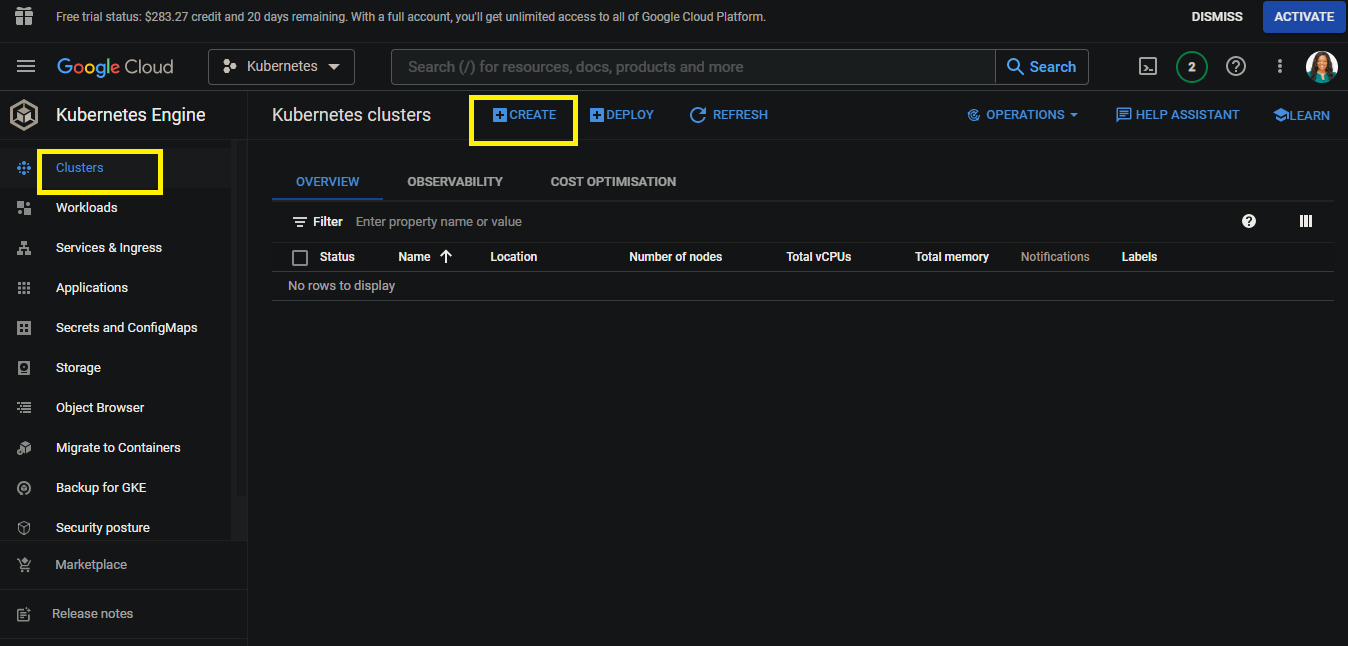 Free trial status: $283.27 credit and 20 days remaining. With a full account, you'll get unlimited access to all of Google Cloud Platform.
DISMISS
ACTIVATE
Google Cloud
Kubernetes
Search (/) for resources, docs, products and more
Search
2
Kubernetes Engine
Kubernetes clusters
CREATE
DEPLOY
REFRESH
OPERATIONS
HELP ASSISTANT
LEARN
Clusters
Workloads
Services & Ingress
Applications
Secrets and ConfigMaps
Storage
Object Browser
Migrate to Containers
Backup for GKE
Security posture
Marketplace
Release notes
OVERVIEW
OBSERVABILITY
COST OPTIMISATION
Filter Enter property name or value
Status Name Location Number of nodes Total vCPUs Total memory Notifications Labels
No rows to display